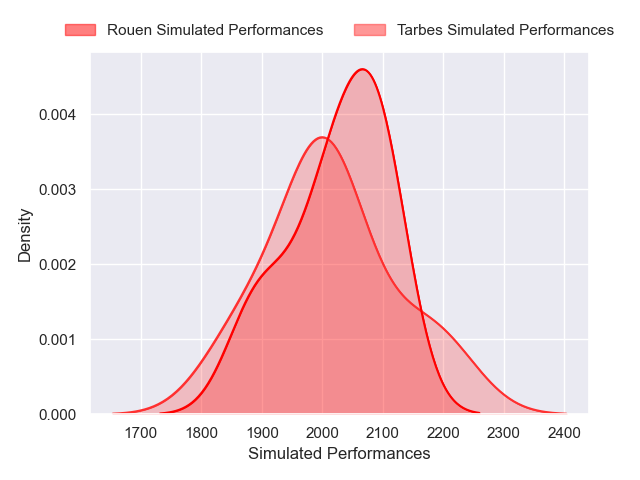 Rouen Simulated Performances Tarbes Simulated Performances
0.004
0.003
0.002
0.001
0.000
Density
1700 1800 1900 2000 2100 2200 2300 2400
Simulated Performances